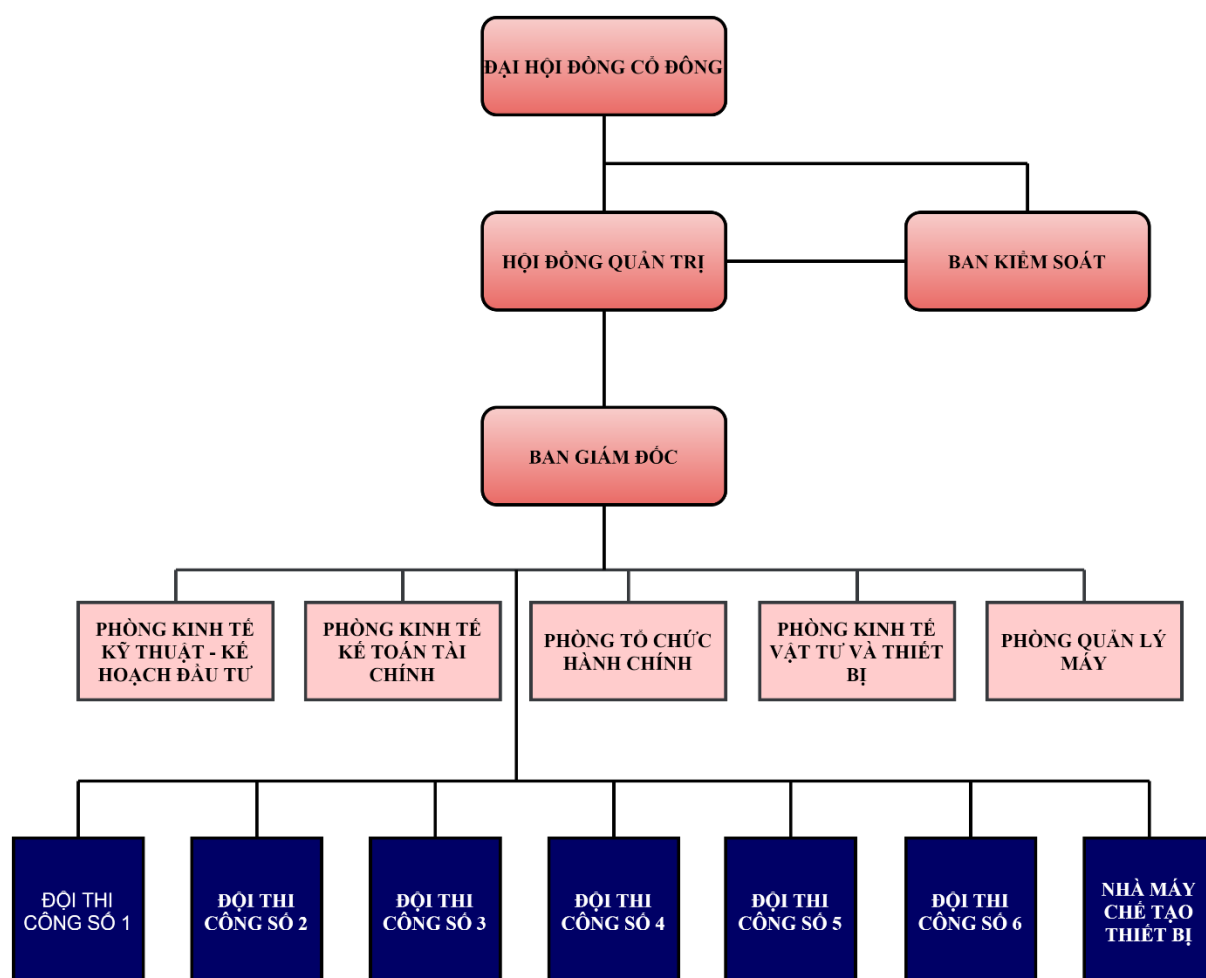 ĐẠI HỘI ĐỒNG CỔ ĐÔNG
HỘI ĐỒNG QUẢN TRỊ
BAN KIỂM SOÁT
BAN GIÁM ĐỐC
PHÒNG KINH TẾ
KỸ THUẬT - KẾ
HOẠCH ĐẦU TƯ
PHÒNG KINH TẾ
KẾ TOÁN TÀI
CHÍNH
PHÒNG TỔ CHỨC
HÀNH CHÍNH
PHÒNG KINH TẾ
VẬT TƯ VÀ THIẾT
BỊ
PHÒNG QUẢN LÝ
MÁY
ĐỘI THI
CÔNG SỐ 1
ĐỘI THI
CÔNG SỐ 2
ĐỘI THI
CÔNG SỐ 3
ĐỘI THI
CÔNG SỐ 4
ĐỘI THI
CÔNG SỐ 5
ĐỘI THI
CÔNG SỐ 6
NHÀ MÁY
CHẾ TẠO
THIẾT BỊ